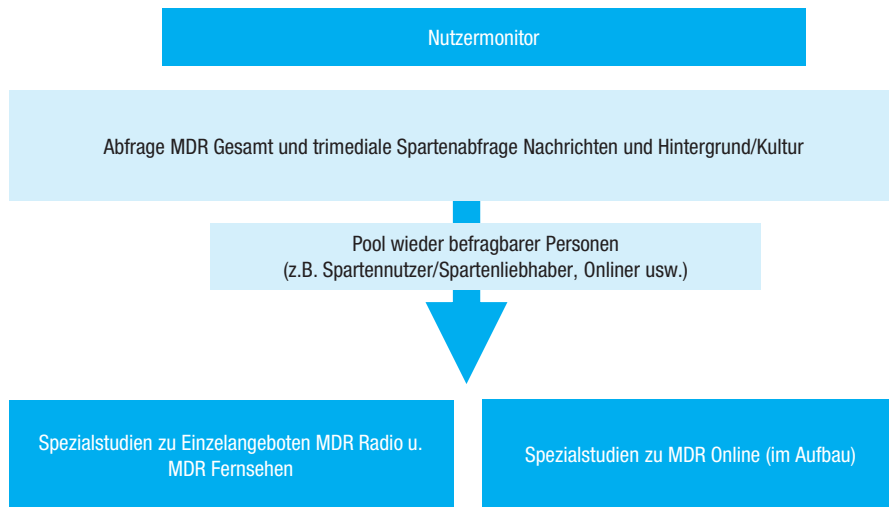 Nutzermonitor
Abfrage MDR Gesamt und trimediale Spartenabfrage Nachrichten und Hintergrund/Kultur
Pool wieder befragbarer Personen
(z.B. Spartennutzer/Spartenliebhaber, Onliner usw.)
Spezialstudien zu Einzelangeboten MDR Radio u.
MDR Fernsehen
Spezialstudien zu MDR Online (im Aufbau)